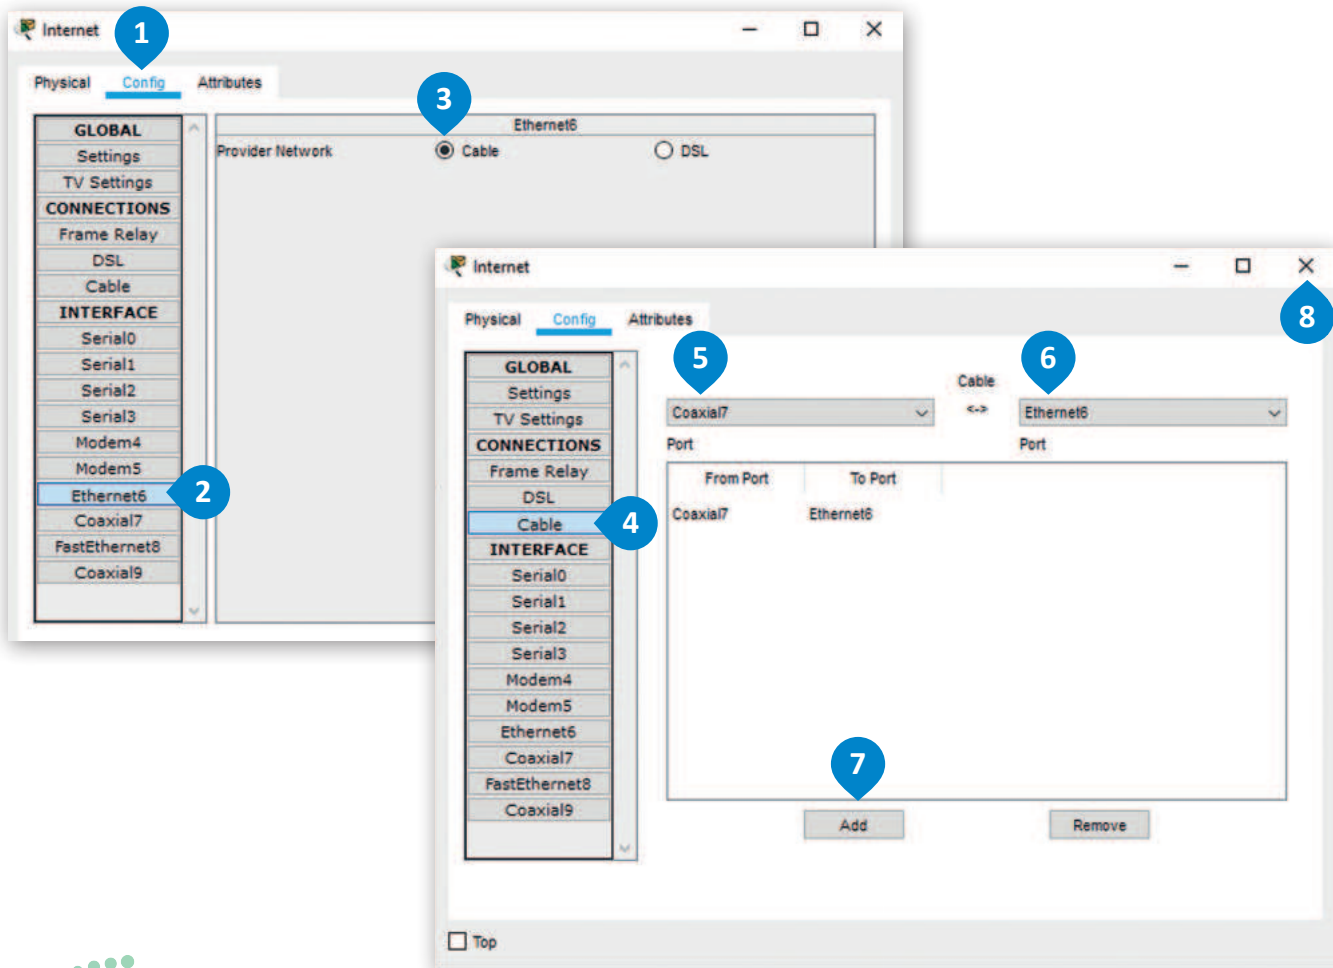 Internet
1
Physical Config Attributes
3
GLOBAL
Settings
TV Settings
CONNECTIONS
Frame Relay
DSL
Cable
INTERFACE
Serial0
Serial1
Serial2
Serial3
Modem4
Modem5
Ethernet6
2
Coaxial7
FastEthernet8
Coaxial9
Ethernet6
Provider Network Cable DSL
Internet
8
Physical Config Attributes
5
6
GLOBAL
Settings
TV Settings
CONNECTIONS
Frame Relay
DSL
Cable
4
INTERFACE
Serial0
Serial1
Serial2
Serial3
Modem4
Modem5
Ethernet6
Coaxial7
FastEthernet8
Coaxial9
Cable
Coaxial7 <-> Ethernet6
Port Port
From Port To Port
Coaxial7 Ethernet6
7
Add Remove
Top